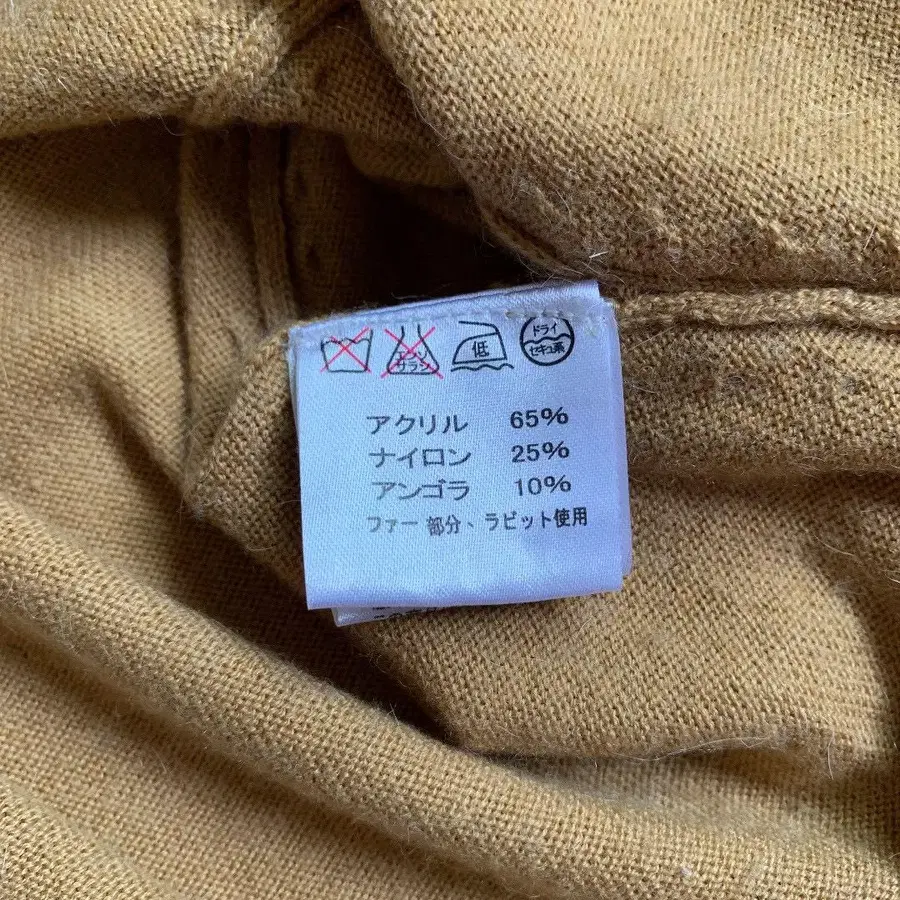 エンソ
サラシ
低
ドライ
セキユ系
アクリル 65%
ナイロン 25%
アンゴラ 10%
ファー 部分、ラビット使用